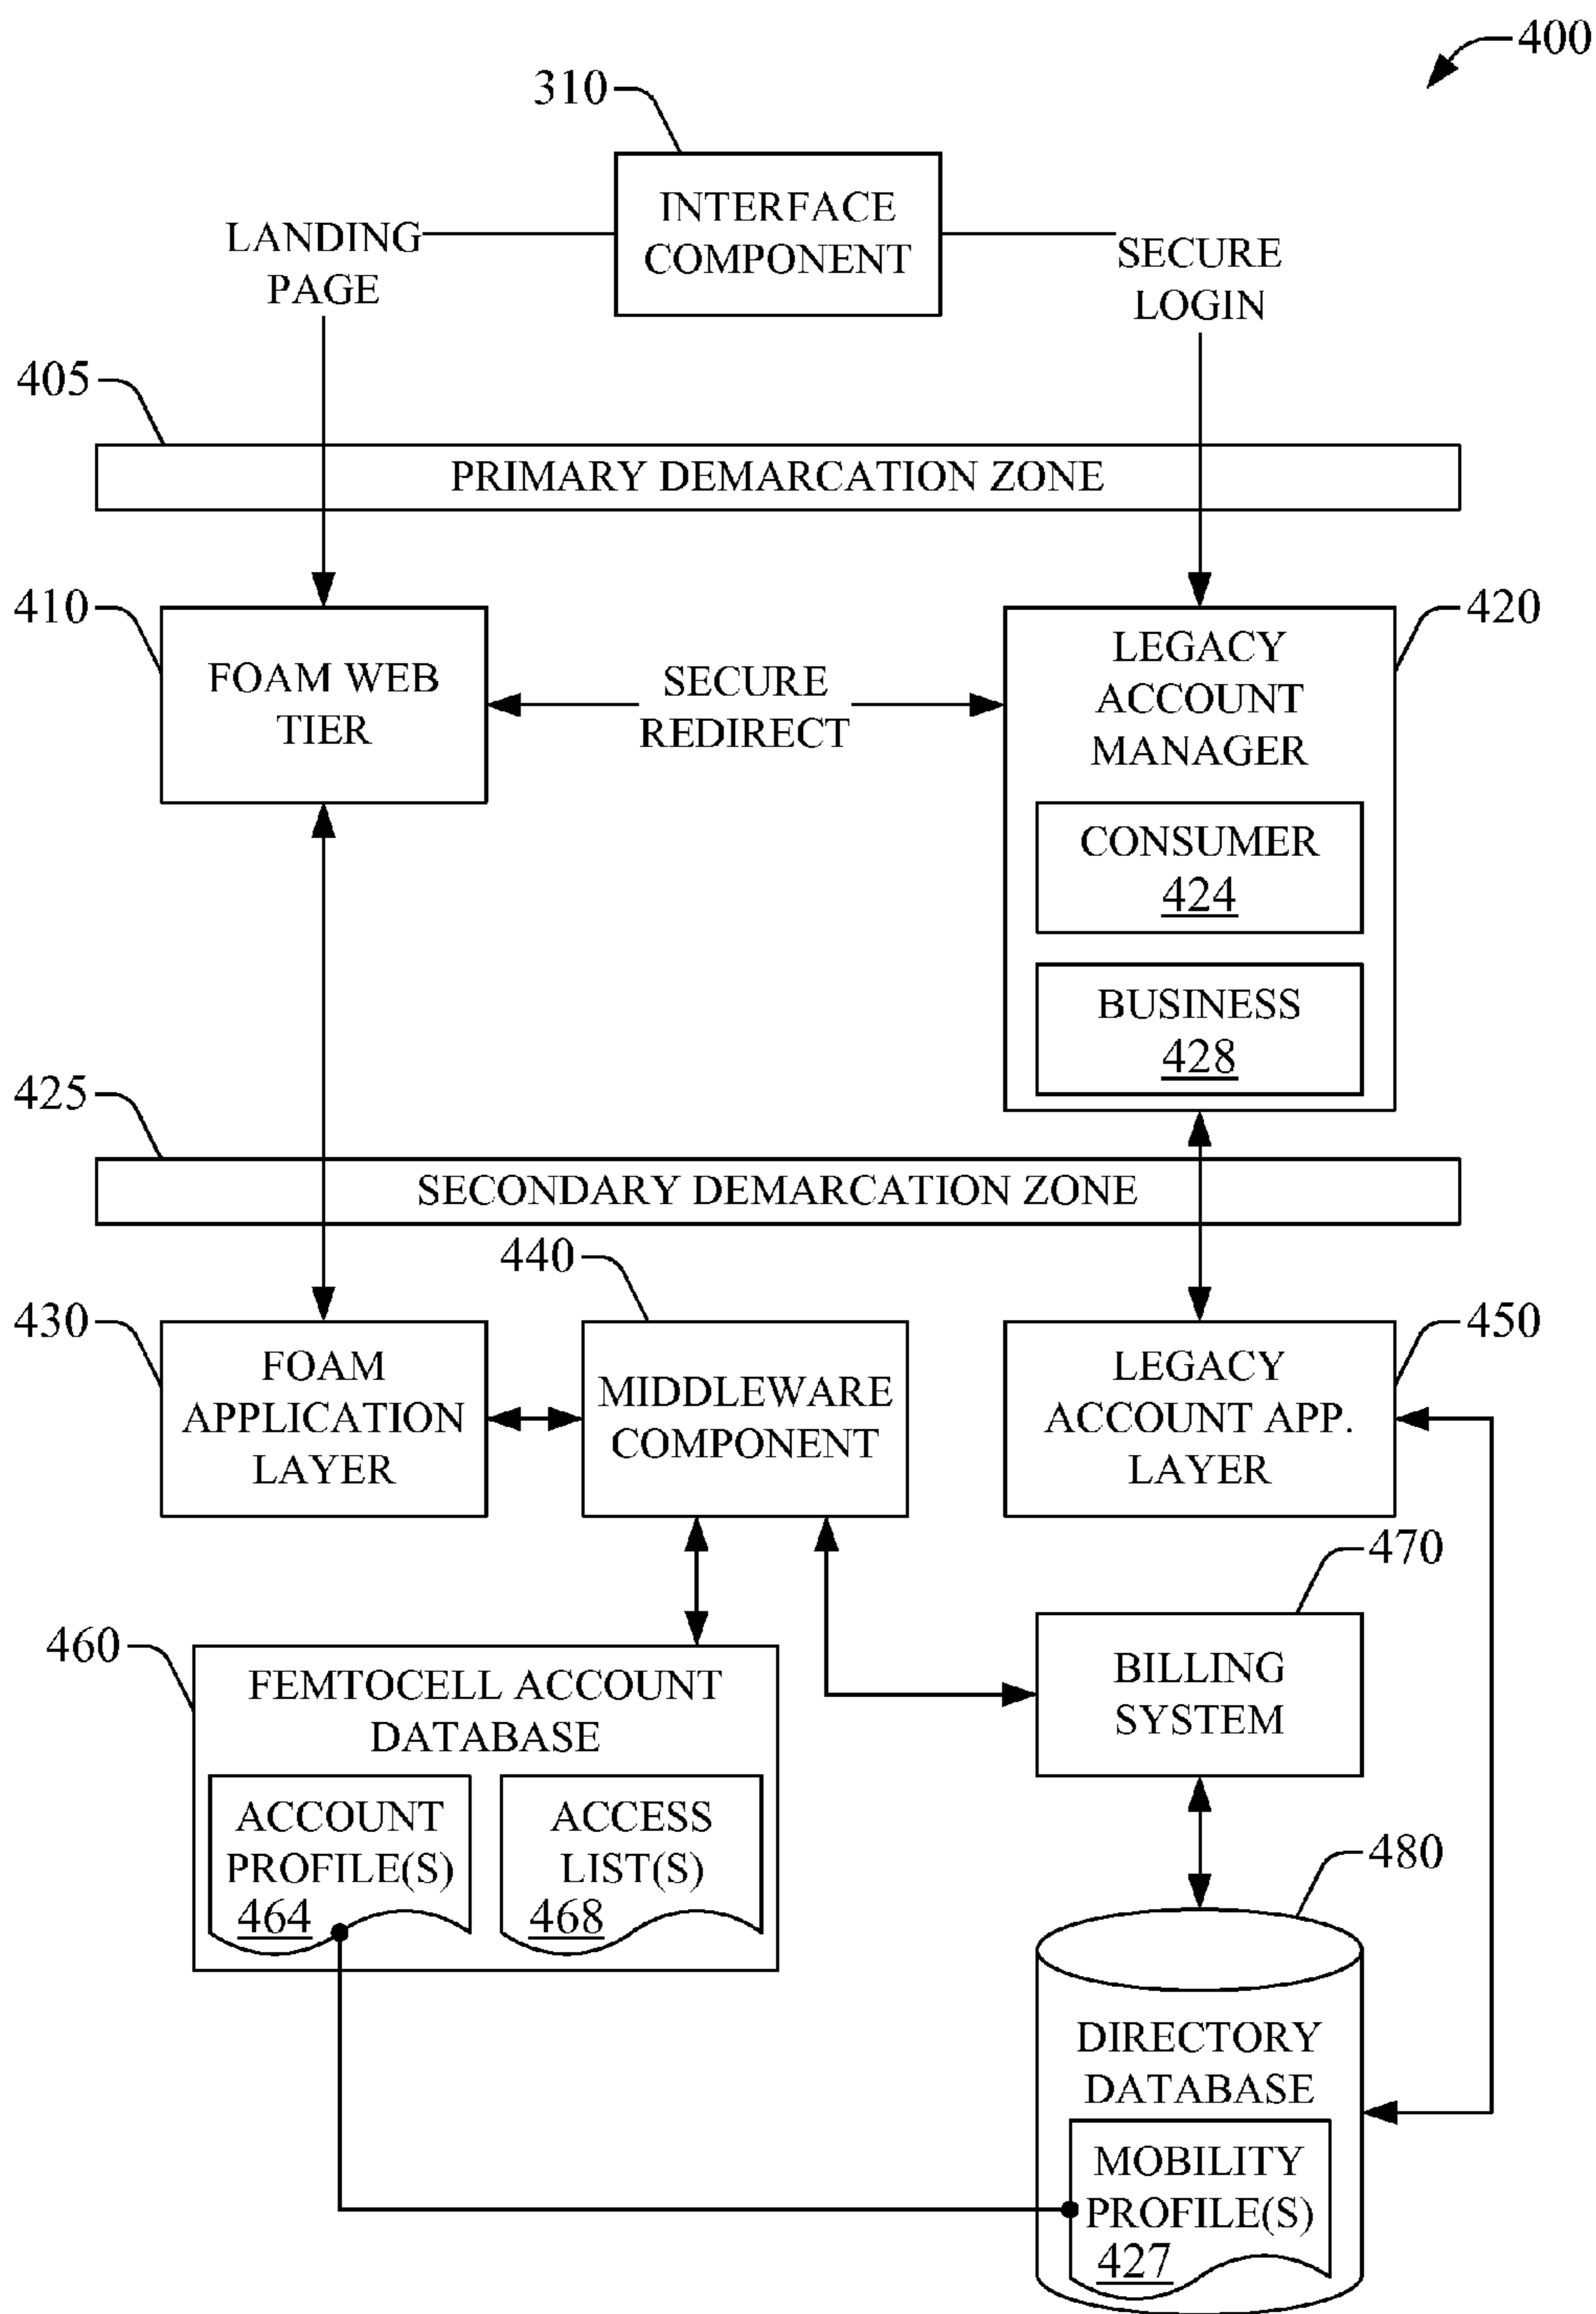 400
310
INTERFACE
COMPONENT
LANDING
PAGE
SECURE
LOGIN
405
PRIMARY DEMARCATION ZONE
410
FOAM WEB
TIER
SECURE
REDIRECT
420
LEGACY
ACCOUNT
MANAGER
CONSUMER
424
BUSINESS
428
425
SECONDARY DEMARCATION ZONE
430
FOAM
APPLICATION
LAYER
440
MIDDLEWARE
COMPONENT
450
LEGACY
ACCOUNT APP.
LAYER
460
FEMTOCELL ACCOUNT
DATABASE
ACCOUNT
PROFILE(S)
464
ACCESS
LIST(S)
468
470
BILLING
SYSTEM
480
DIRECTORY
DATABASE
MOBILITY
PROFILE(S)
427